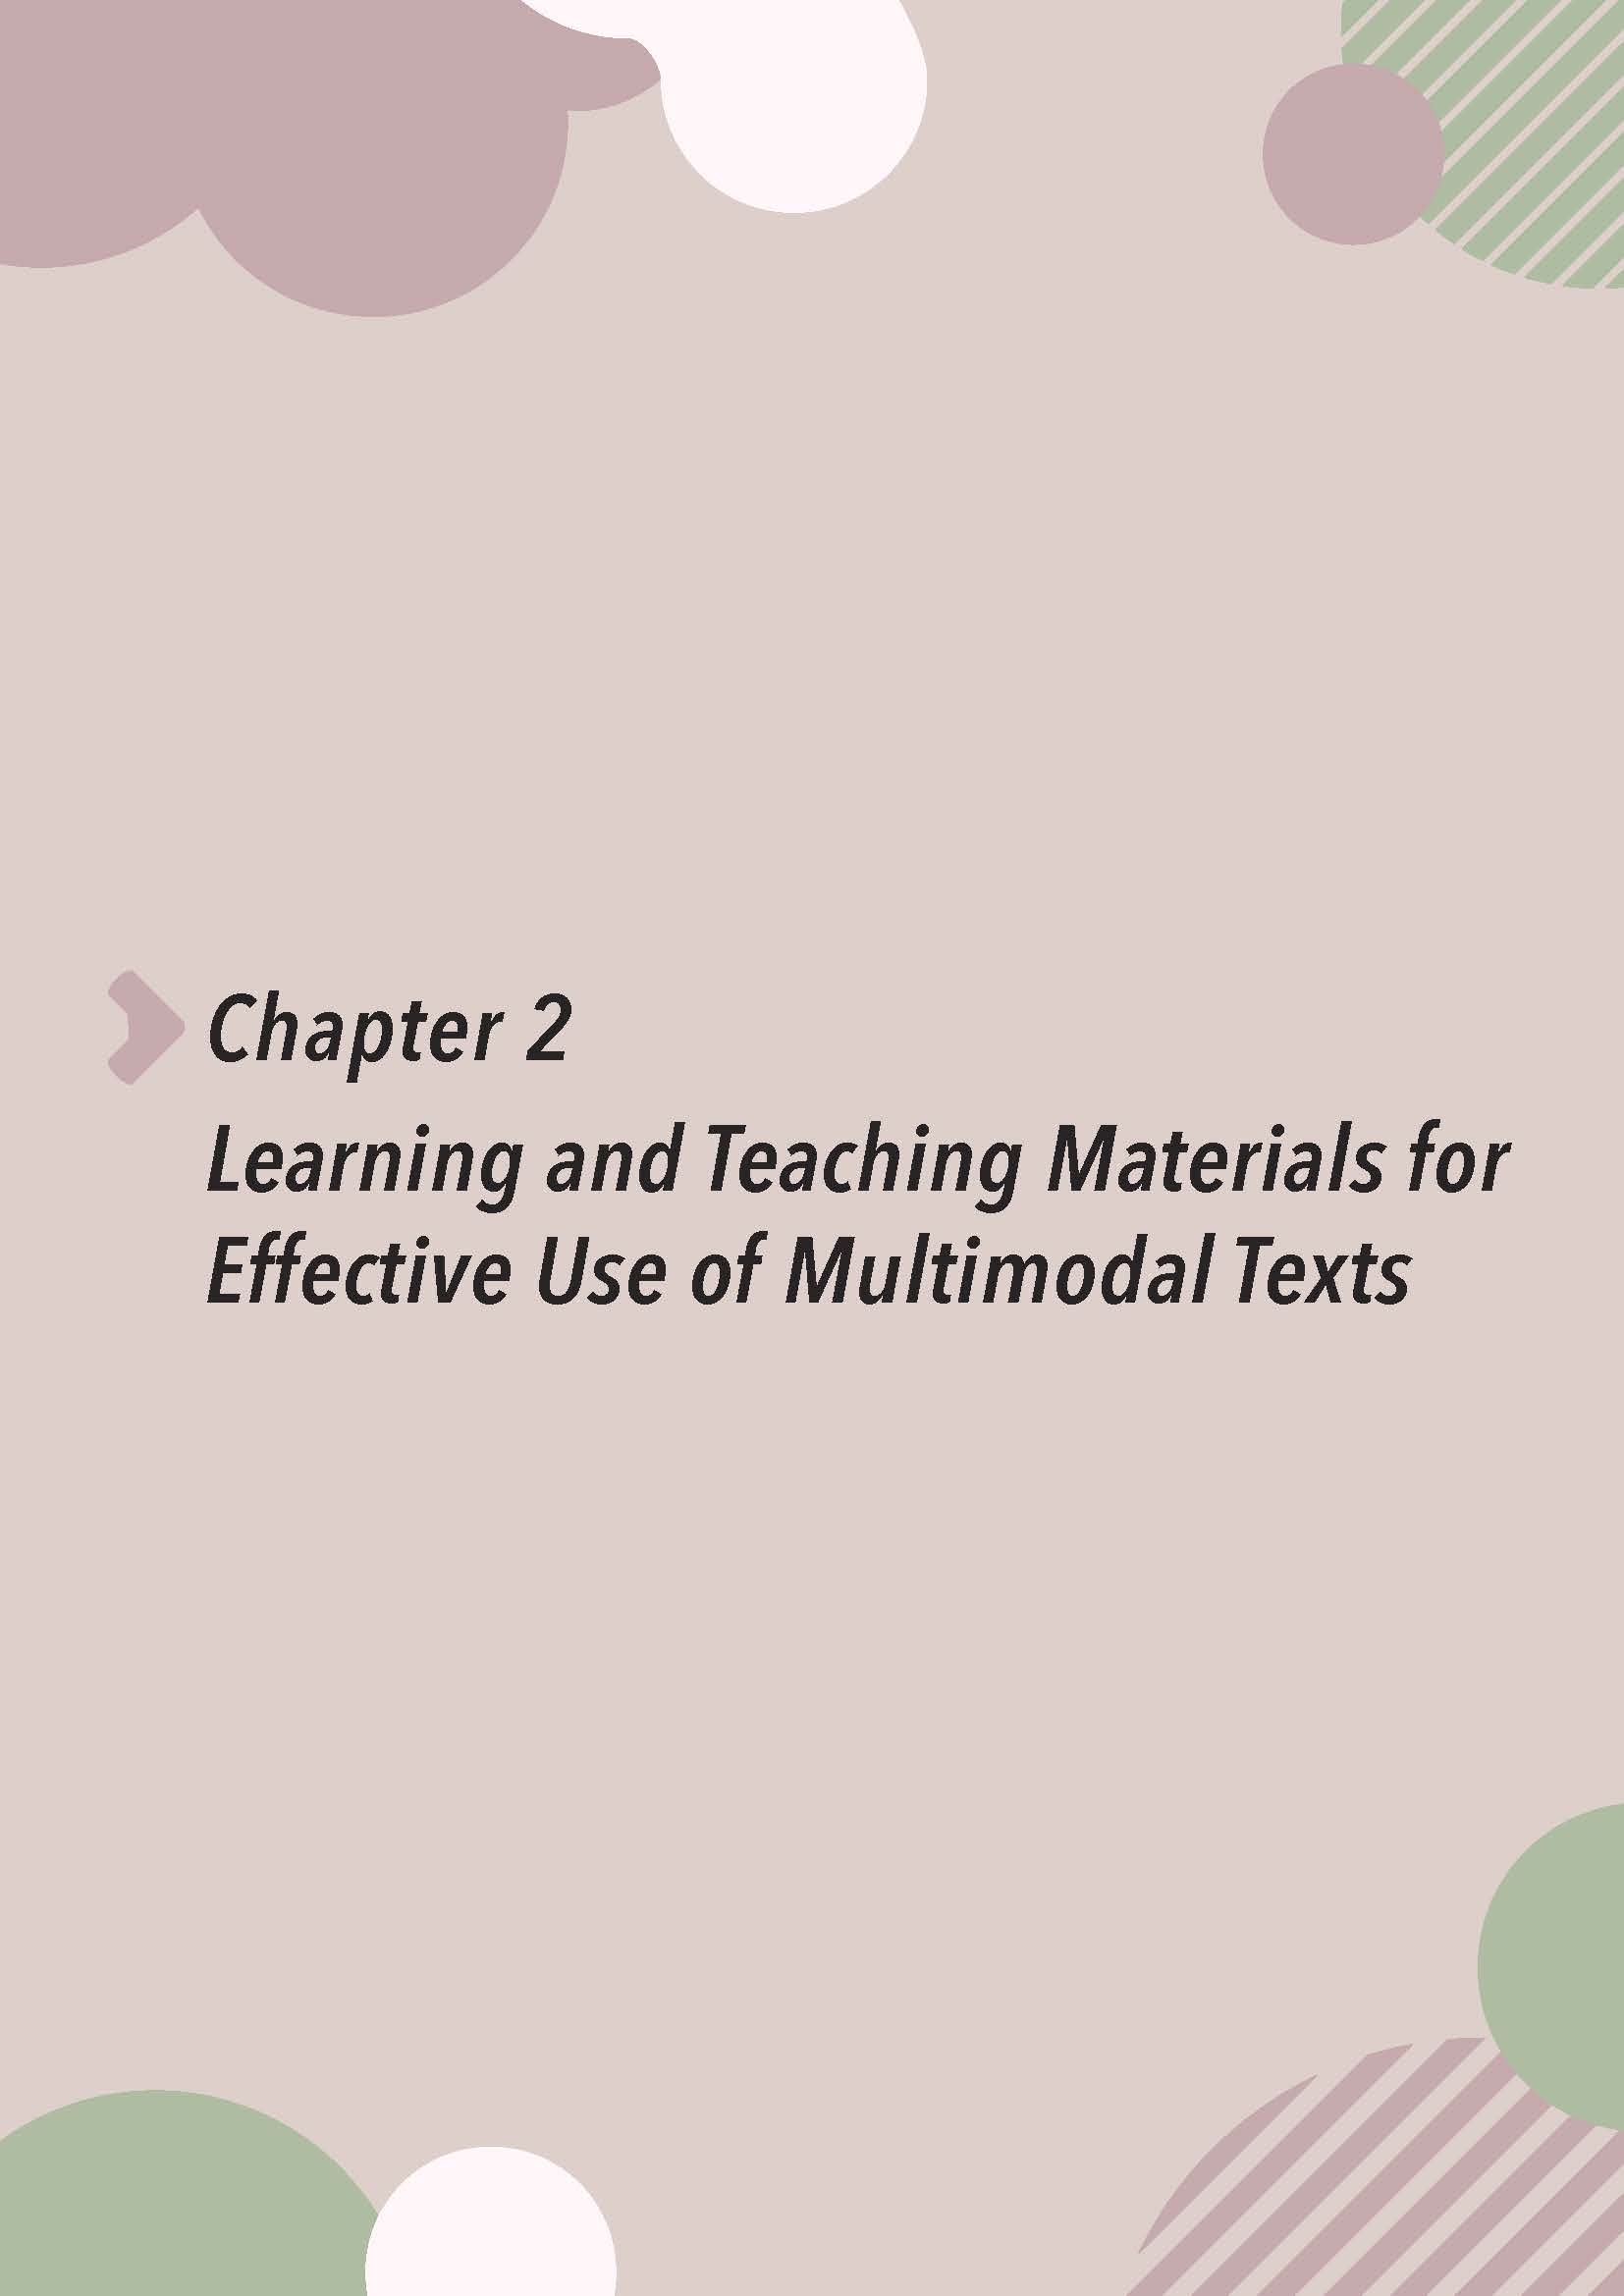 Chapter 2
Learning and Teaching Materials for
Effective Use of Multimodal Texts